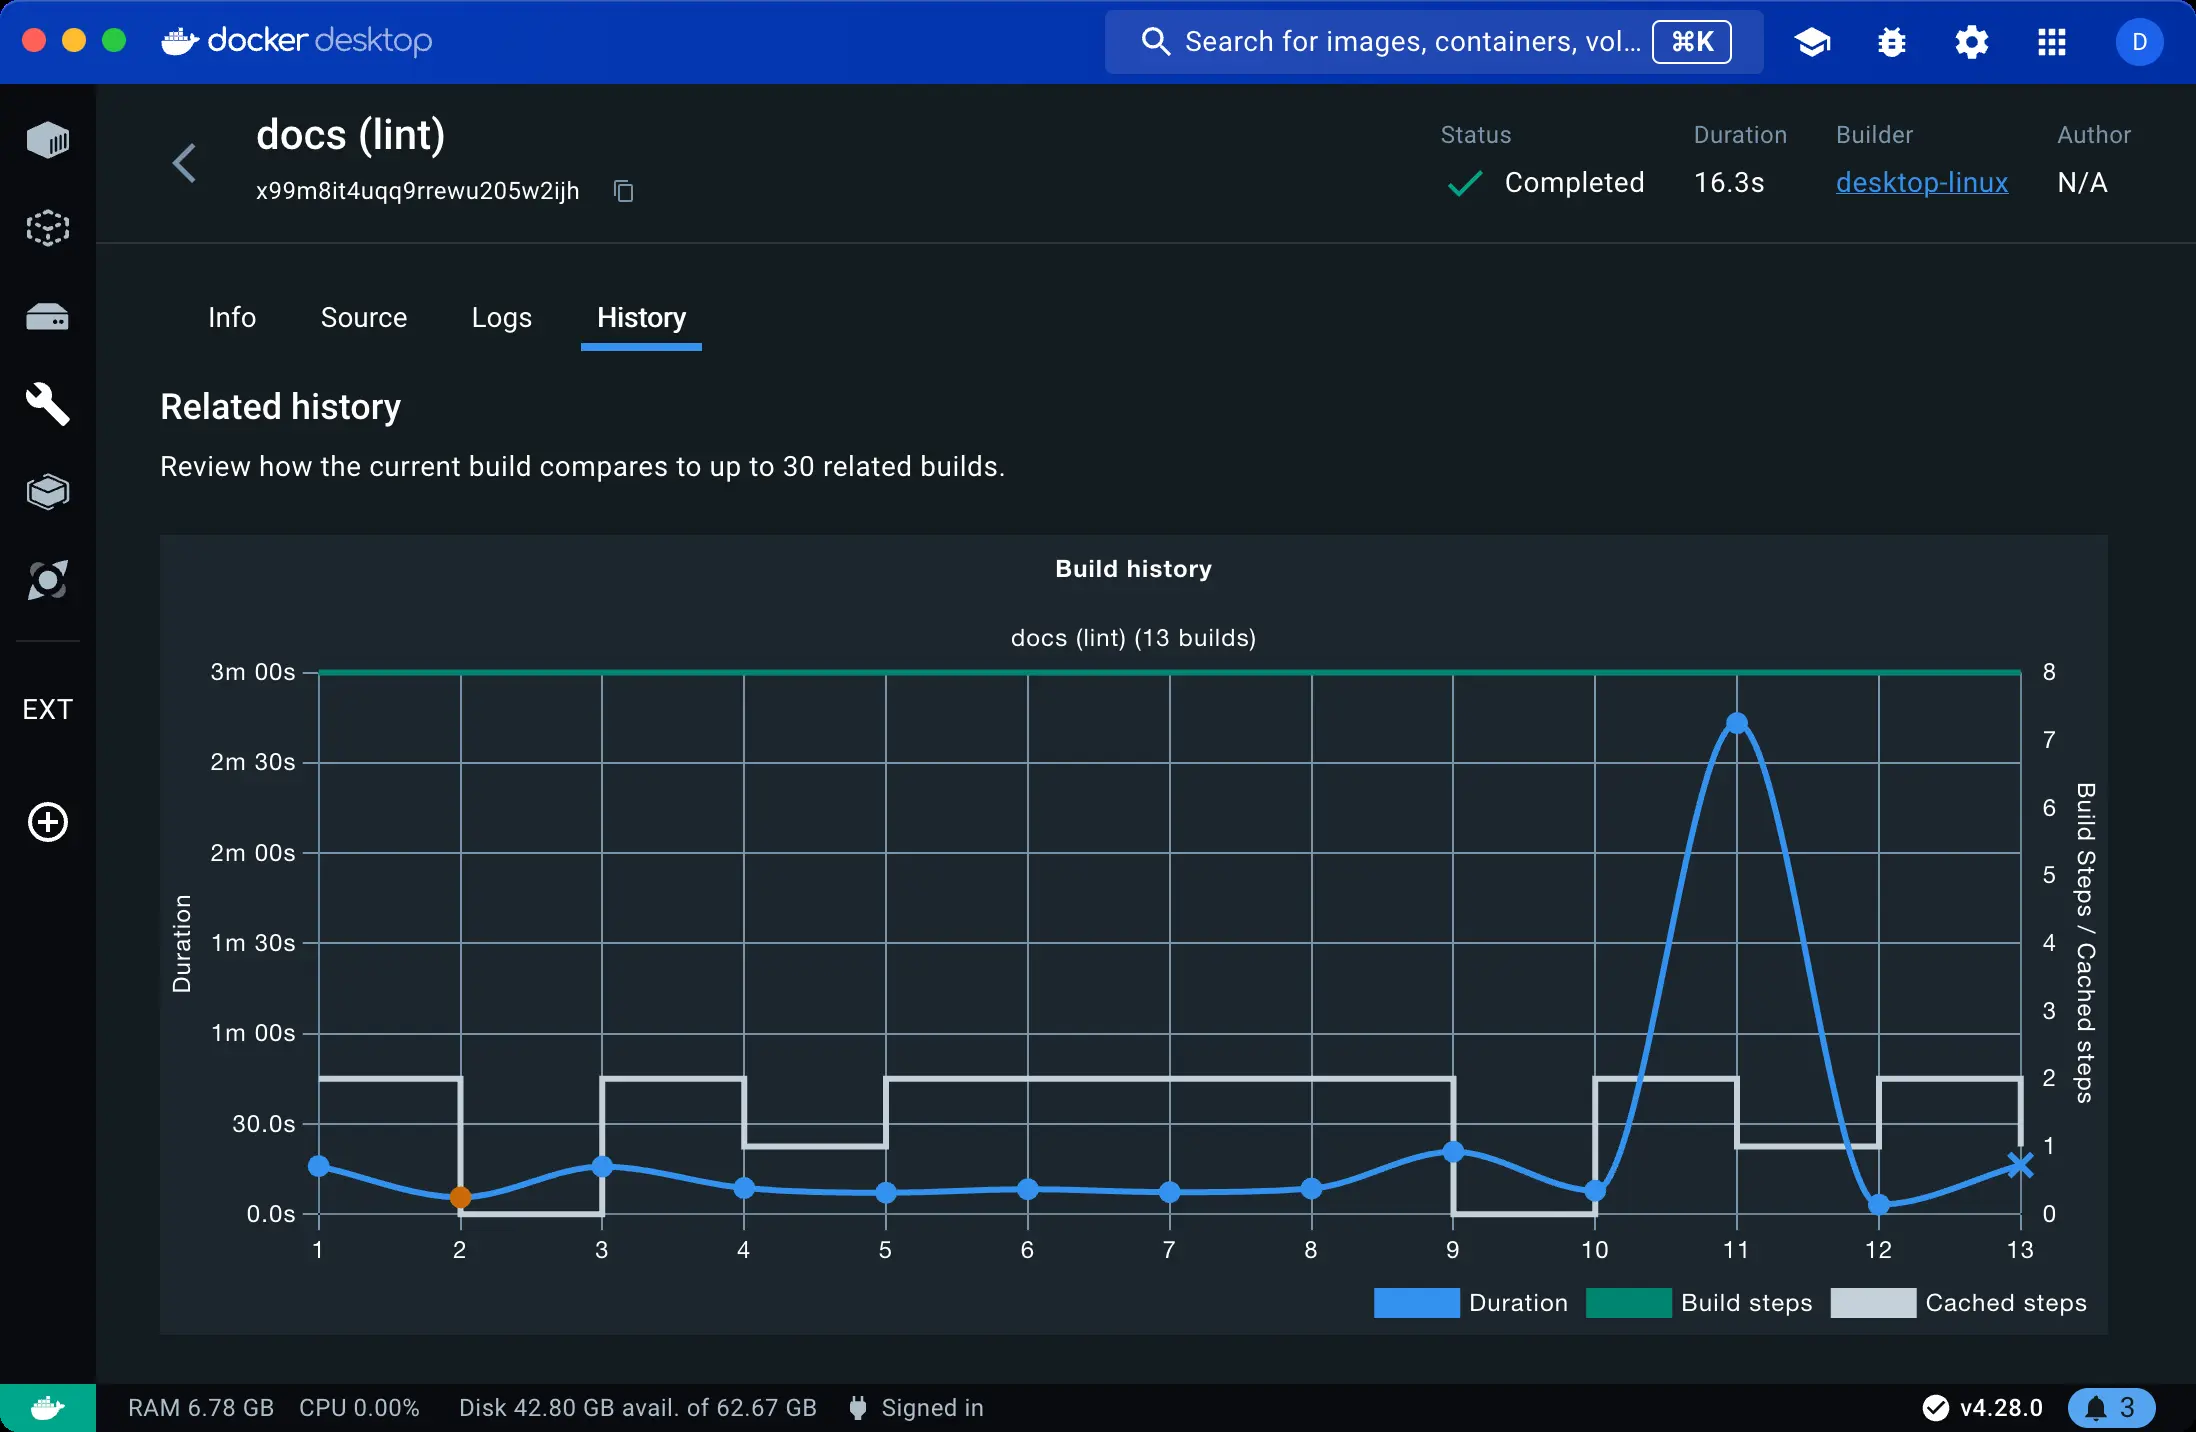 docker desktop
Search for images, containers, vol... ⌘K
D
docs (lint)
x99m8it4uqq9rrewu205w2ijh
Status
Completed
Duration
16.3s
Builder
desktop-linux
Author
N/A
Info
Source
Logs
History
EXT
Related history
Review how the current build compares to up to 30 related builds.
Build history
docs (lint) (13 builds)
Duration
3m 00s
2m 30s
2m 00s
1m 30s
1m 00s
30.0s
0.0s
8
7
6
5
4
3
2
1
0
Build Steps / Cached steps
1 2 3 4 5 6 7 8 9 10 11 12 13
Duration
Build steps
Cached steps
RAM 6.78 GB CPU 0.00% Disk 42.80 GB avail. of 62.67 GB Signed in
v4.28.0
3